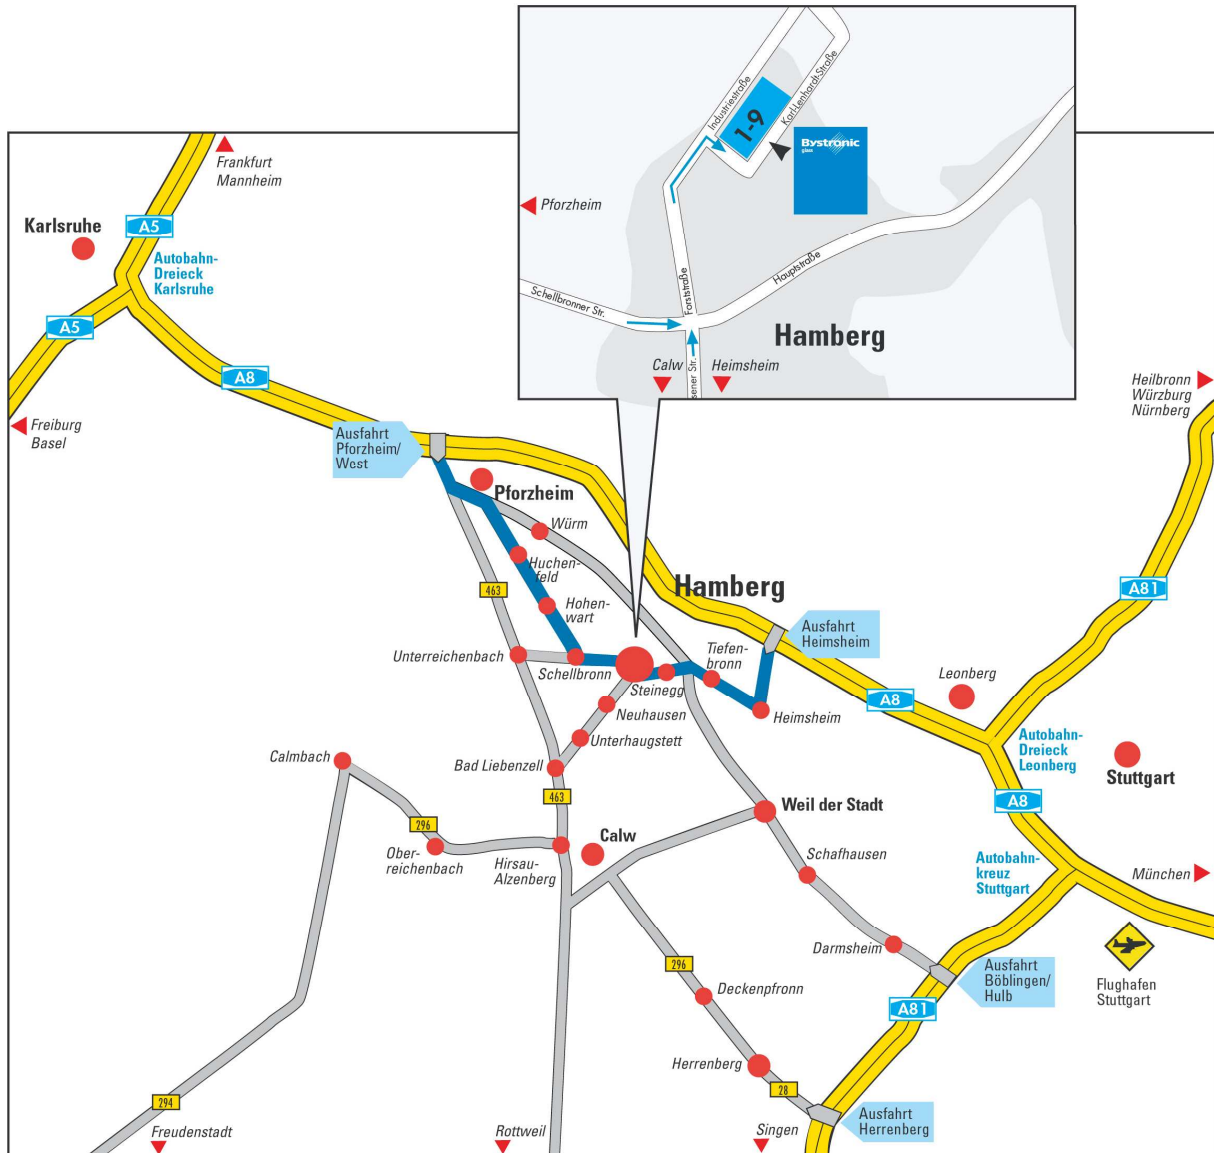 Industriestraße
Karl-Lenhardt-Straße
1-9
Bystronic
glass
Pforzheim
Forststraße
Hauptstraße
Schellbronner Str.
Hamberg
sener Str.
Calw
Heimsheim
Frankfurt
Mannheim
Karlsruhe
A5
Autobahn-
Dreieck
Karlsruhe
A5
A8
Freiburg
Basel
Heilbronn
Würzburg
Nürnberg
Ausfahrt
Pforzheim/
West
Pforzheim
Würm
Huchen-
feld
Hohen-
wart
463
Hamberg
A81
Ausfahrt
Heimsheim
Unterreichenbach
Schellbronn
Steinegg
Tiefen-
bronn
Heimsheim
Neuhausen
Unterhaugstett
Bad Liebenzell
A8
Leonberg
Autobahn-
Dreieck
Leonberg
Stuttgart
Calmbach
463
A8
Weil der Stadt
296
Calw
Ober-
reichenbach
Hirsau-
Alzenberg
Schafhausen
Autobahn-
kreuz
Stuttgart
München
Darmsheim
296
Ausfahrt
Böblingen/
Hulb
Flughafen
Stuttgart
Deckenpfronn
A81
Herrenberg
28
294
Ausfahrt
Herrenberg
Freudenstadt
Rottweil
Singen